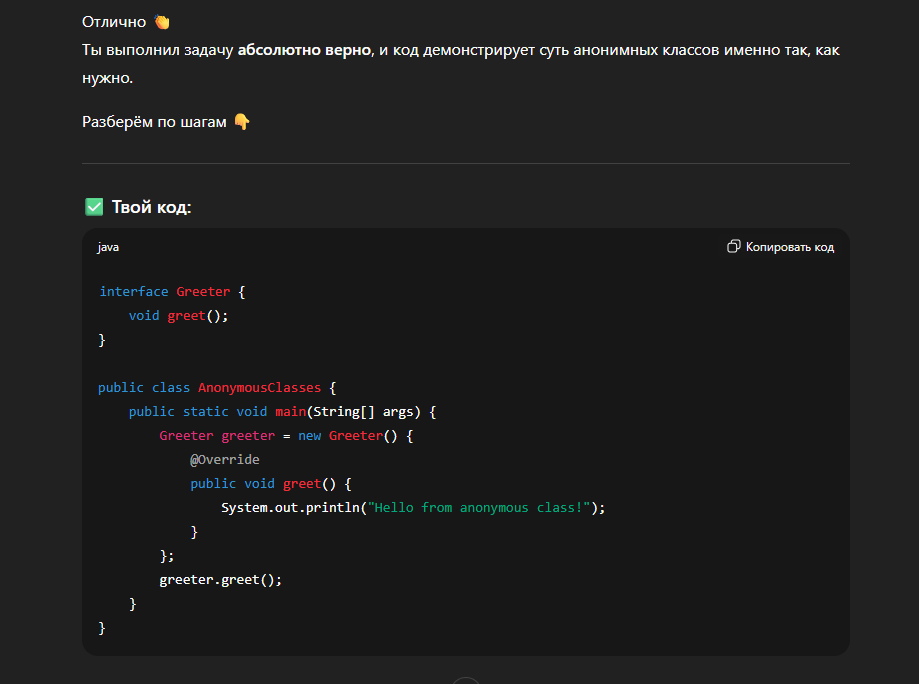 Отлично 👏
Ты выполнил задачу абсолютно верно, и код демонстрирует суть анонимных классов именно так, как
нужно.
Разберём по шагам 👇
✅ Твой код:
java
Копировать код
interface Greeter {
    void greet();
}
public class AnonymousClasses {
    public static void main(String[] args) {
        Greeter greeter = new Greeter() {
            @Override
            public void greet() {
                System.out.println("Hello from anonymous class!");
            }
        };
        greeter.greet();
    }
}